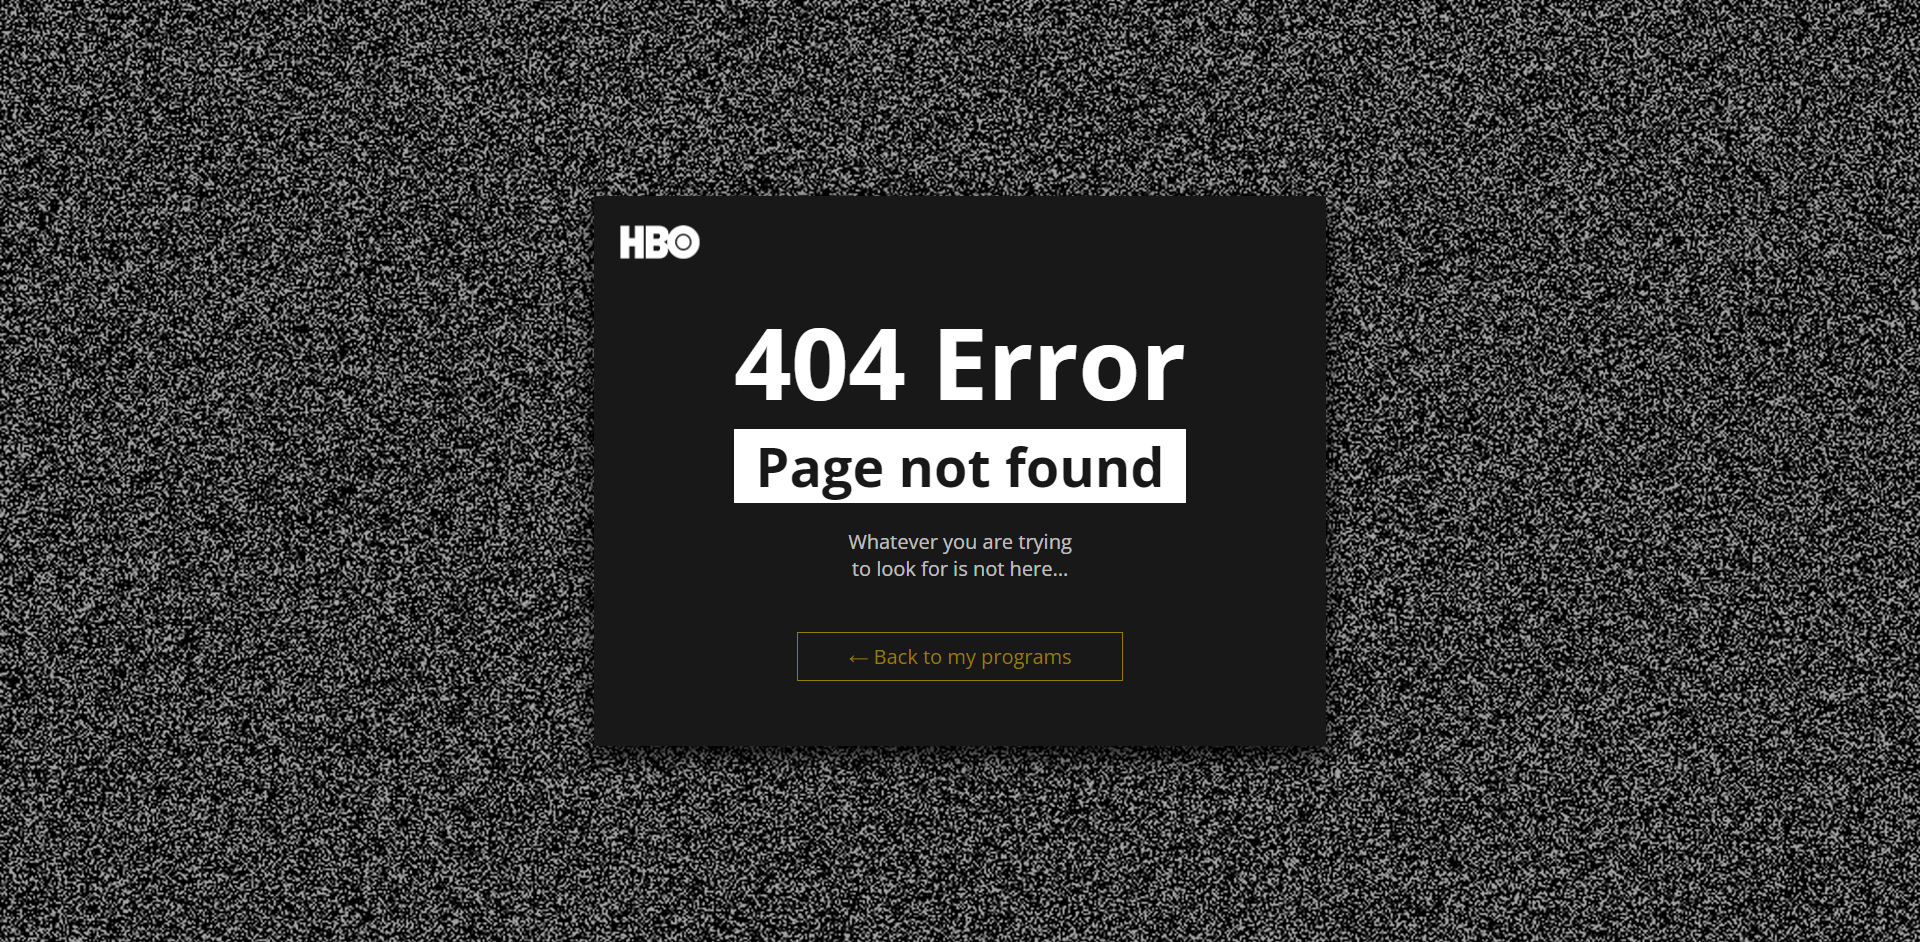 HBO
404 Error
Page not found
Whatever you are trying
to look for is not here...
← Back to my programs